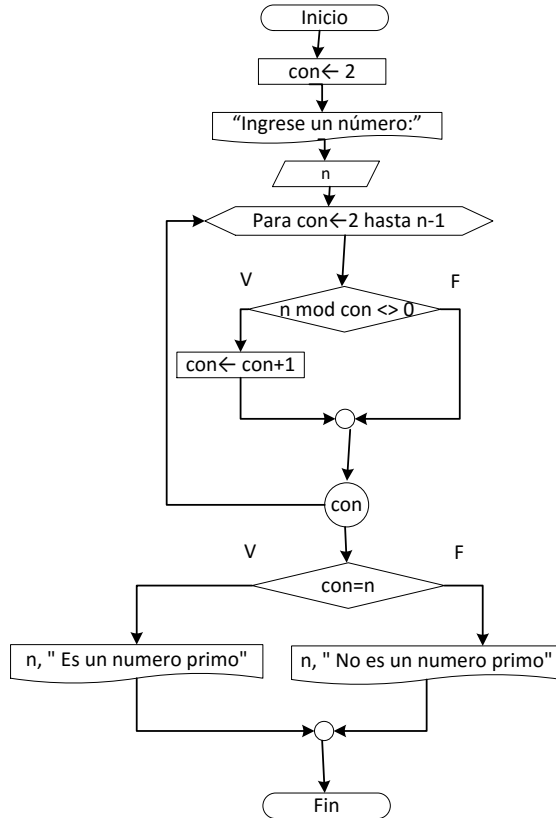 Inicio
con← 2
“Ingrese un número:”
n
Para con←2 hasta n-1
V
F
n mod con <> 0
con← con+1
con
V
F
con=n
n, " Es un numero primo"
n, " No es un numero primo"
Fin